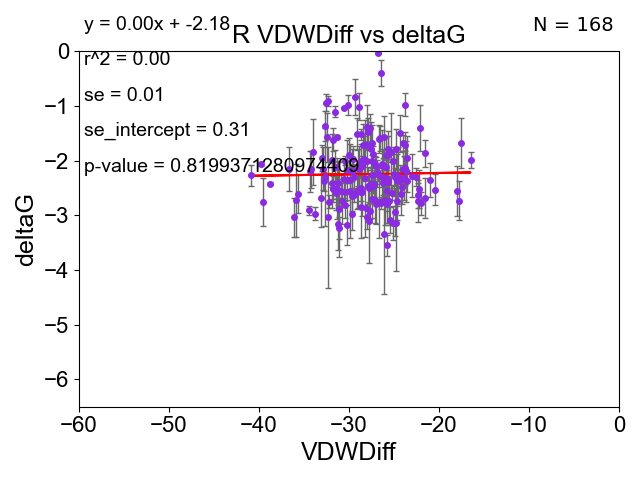 y = 0.00x + -2.18
R VDWDiff vs deltaG
N = 168
r^2 = 0.00
se = 0.01
se_intercept = 0.31
p-value = 0.8199371280974409
deltaG
0
−1
−2
−3
−4
−5
−6
−60
−50
−40
−30
−20
−10
0
VDWDiff